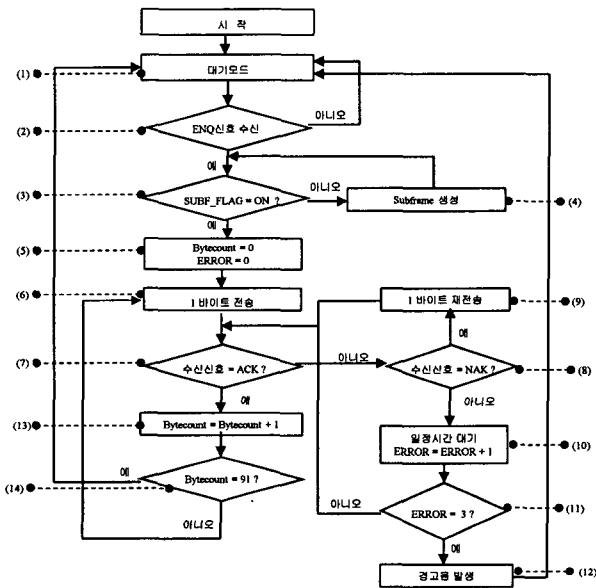 시 작
(1)
대기모드
(2)
ENQ신호 수신
아니오
예
(3)
SUBF_FLAG = ON ?
아니오
Subframe 생성
(4)
예
(5)
Bytecount = 0
ERROR = 0
(6)
1 바이트 전송
1 바이트 재전송
(9)
예
(7)
수신신호 = ACK ?
아니오
수신신호 = NAK ?
(8)
예
아니오
(13)
Bytecount = Bytecount + 1
일정시간 대기
ERROR = ERROR + 1
(10)
예
Bytecount = 91 ?
(14)
아니오
아니오
ERROR = 3 ?
(11)
예
경고음 발생
(12)